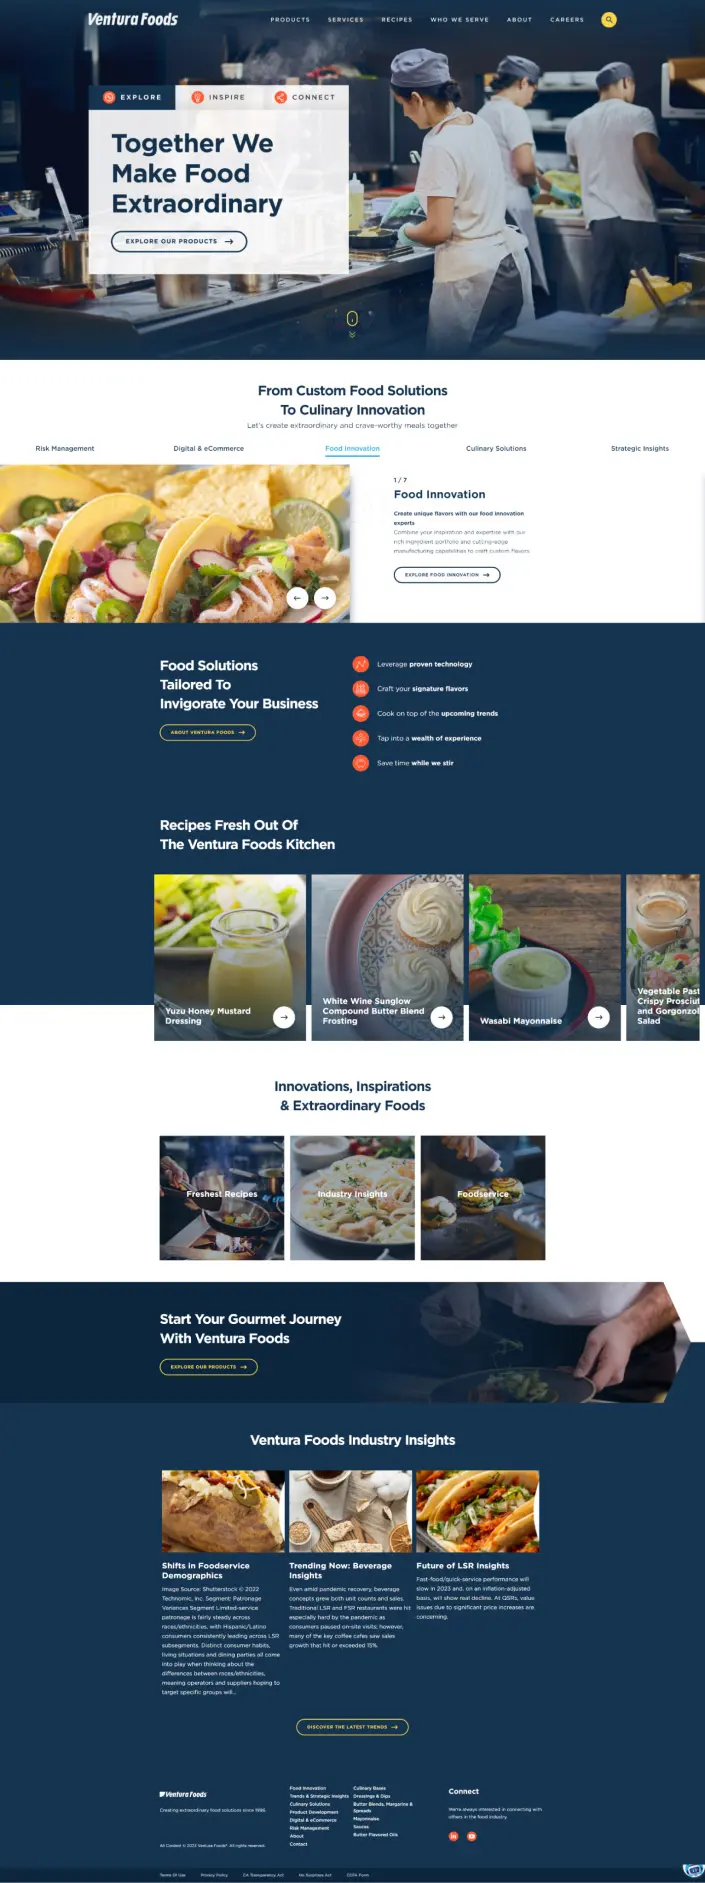 Ventura Foods
PRODUCTS
SERVICES
RECIPES
WHO WE SERVE
ABOUT
CAREERS
EXPLORE
INSPIRE
CONNECT
Together We
Make Food
Extraordinary
EXPLORE OUR PRODUCTS
From Custom Food Solutions
To Culinary Innovation
Let's create extraordinary and crave-worthy meals together
Risk Management
Digital & eCommerce
Food Innovation
Culinary Solutions
Strategic Insights
1 / 7
Food Innovation
Create unique flavors with our food innovation
experts
Combine your inspiration and expertise with our
rich ingredient portfolio and cutting-edge
manufacturing capabilities to craft custom flavors
EXPLORE FOOD INNOVATION
Food Solutions
Tailored To
Invigorate Your Business
ABOUT VENTURA FOODS
Leverage proven technology
Craft your signature flavors
Cook on top of the upcoming trends
Tap into a wealth of experience
Save time while we stir
Recipes Fresh Out Of
The Ventura Foods Kitchen
Yuzu Honey Mustard
Dressing
White Wine Sunglow
Compound Butter Blend
Frosting
Wasabi Mayonnaise
Vegetable Past
Crispy Prosciut
and Gorgonzol
Salad
Innovations, Inspirations
& Extraordinary Foods
Freshest Recipes
Industry Insights
Foodservice
Start Your Gourmet Journey
With Ventura Foods
EXPLORE OUR PRODUCTS
Ventura Foods Industry Insights
Shifts in Foodservice
Demographics
Image Source: Shutterstock © 2022
Technomic, Inc. Segment: Patronage
Variances Segment Limited-service
patronage is fairly steady across
races/ethnicities, with Hispanic/Latino
consumers consistently leading across LSR
subsegments. Distinct consumer habits,
living situations and dining parties all come
into play when thinking about the
differences between races/ethnicities,
meaning operators and suppliers hoping to
target specific groups will...
Trending Now: Beverage
Insights
Even amid pandemic recovery, beverage
concepts grew both unit counts and sales.
Traditional LSR and FSR restaurants were hit
especially hard by the pandemic as
consumers paused on-site visits; however,
many of the key coffee cafes saw sales
growth that hit or exceeded 15%.
Future of LSR Insights
Fast-food/quick-service performance will
slow in 2023 and, on an inflation-adjusted
basis, will show real decline. At QSRs, value
issues due to significant price increases are
concerning.
DISCOVER THE LATEST TRENDS
Ventura Foods
Creating extraordinary food solutions since 1996.
All Content © 2023 Ventura Foods®. All rights reserved.
Food Innovation
Trends & Strategic Insights
Culinary Solutions
Product Development
Digital & eCommerce
Risk Management
About
Contact
Culinary Bases
Dressings & Dips
Butter Blends, Margarine &
Spreads
Mayonnaise
Sauces
Butter Flavored Oils
Connect
We're always interested in connecting with
others in the food industry.
Terms Of Use
Privacy Policy
CA Transparency Act
No Surprises Act
CCPA Form